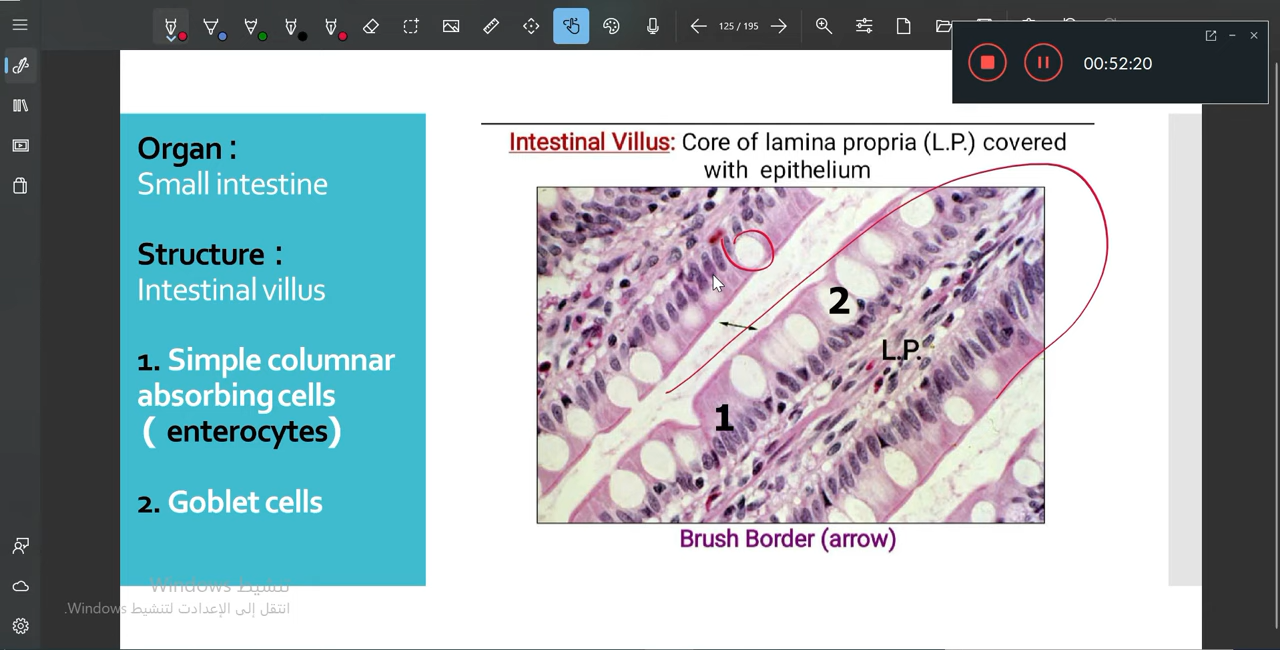 125 / 195
00:52:20
Organ :
Small intestine
Structure :
Intestinal villus
1. Simple columnar
absorbing cells
( enterocytes)
2. Goblet cells
Intestinal Villus: Core of lamina propria (L.P.) covered
with epithelium
2
L.P.
1
Brush Border (arrow)
تنشيط Windows
انتقل إلى الإعدادت لتنشيط Windows.